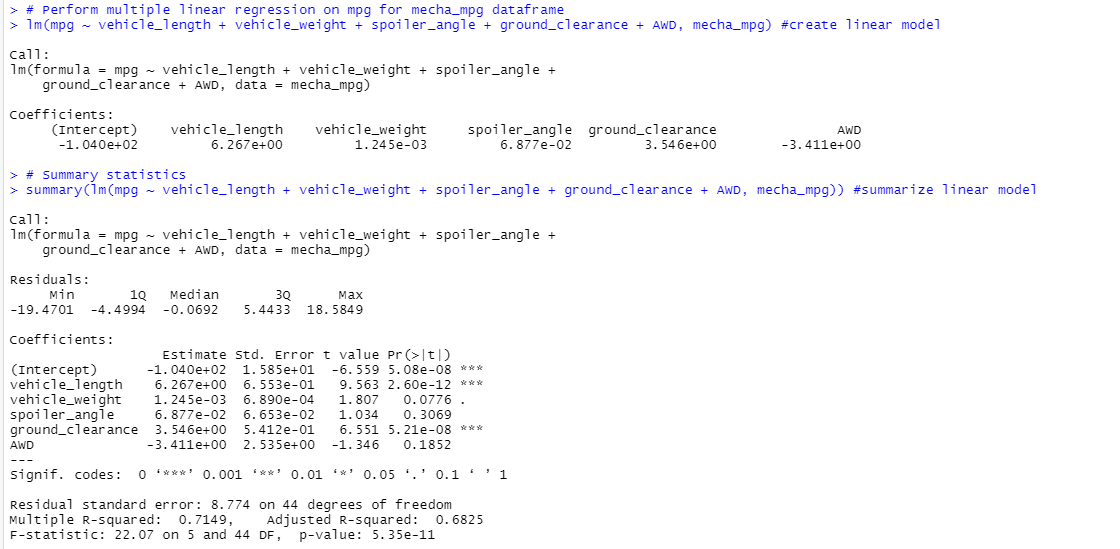 > # Perform multiple linear regression on mpg for mecha_mpg dataframe
> lm(mpg ~ vehicle_length + vehicle_weight + spoiler_angle + ground_clearance + AWD, mecha_mpg) #create linear model
Call:
lm(formula = mpg ~ vehicle_length + vehicle_weight + spoiler_angle +
    ground_clearance + AWD, data = mecha_mpg)
Coefficients:
     (Intercept)    vehicle_length    vehicle_weight     spoiler_angle  ground_clearance               AWD
      -1.040e+02         6.267e+00         1.245e-03         6.877e-02         3.546e+00        -3.411e+00
> # Summary statistics
> summary(lm(mpg ~ vehicle_length + vehicle_weight + spoiler_angle + ground_clearance + AWD, mecha_mpg)) #summarize linear model
Call:
lm(formula = mpg ~ vehicle_length + vehicle_weight + spoiler_angle +
    ground_clearance + AWD, data = mecha_mpg)
Residuals:
     Min       1Q   Median       3Q      Max
-19.4701  -4.4994  -0.0692   5.4433  18.5849
Coefficients:
                   Estimate Std. Error t value Pr(>|t|)
(Intercept)      -1.040e+02  1.585e+01  -6.559 5.08e-08 ***
vehicle_length    6.267e+00  6.553e-01   9.563 2.60e-12 ***
vehicle_weight    1.245e-03  6.890e-04   1.807   0.0776 .
spoiler_angle     6.877e-02  6.653e-02   1.034   0.3069
ground_clearance  3.546e+00  5.412e-01   6.551 5.21e-08 ***
AWD              -3.411e+00  2.535e+00  -1.346   0.1852
---
Signif. codes:  0 ‘***’ 0.001 ‘**’ 0.01 ‘*’ 0.05 ‘.’ 0.1 ‘ ’ 1
Residual standard error: 8.774 on 44 degrees of freedom
Multiple R-squared:  0.7149,    Adjusted R-squared:  0.6825
F-statistic: 22.07 on 5 and 44 DF,  p-value: 5.35e-11